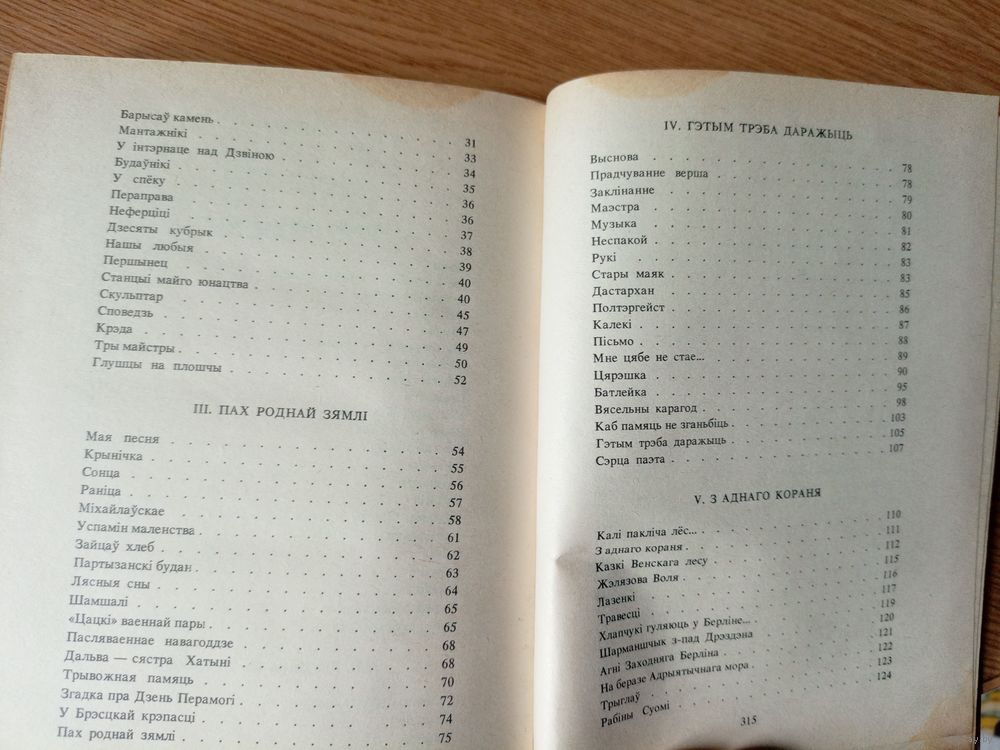 Барысаў камень . . . . . 31
Мантажнікі . . . . . 33
У інтэрнаце над Дзвіною . . . . . 34
Будаўнікі . . . . . 35
У спёку . . . . . 36
Пераправа . . . . . 36
Неферціці . . . . . 37
Дзесяты кубрык . . . . . 38
Нашы любыя . . . . . 39
Першынец . . . . . 40
Станцыі майго юнацтва . . . . . 40
Скульптар . . . . . 45
Споведзь . . . . . 47
Крэда . . . . . 49
Тры майстры . . . . . 50
Глушцы на плошчы . . . . . 52
III. ПАХ РОДНАЙ ЗЯМЛІ
Мая песня . . . . . 54
Крынічка . . . . . 55
Сонца . . . . . 56
Раніца . . . . . 57
Міхайлаўскае . . . . . 58
Успамін маленства . . . . . 61
Зайцаў хлеб . . . . . 62
Партызанскі будан . . . . . 63
Лясныя сны . . . . . 64
Шамшалі . . . . . 65
«Цацкі» ваеннай пары . . . . . 65
Пасляваеннае навагоддзе . . . . . 68
Дальва — сястра Хатыні . . . . . 68
Трывожная памяць . . . . . 70
Згадка пра Дзень Перамогі . . . . . 72
У Брэсцкай крэпасці . . . . . 74
Пах роднай зямлі . . . . . 75
IV. ГЭТЫМ ТРЭБА ДАРАЖЫЦЬ
Выснова . . . . . 78
Прадчуванне верша . . . . . 78
Заклінанне . . . . . 79
Маэстра . . . . . 80
Музыка . . . . . 81
Неспакой . . . . . 82
Рукі . . . . . 83
Стары маяк . . . . . 83
Дастархан . . . . . 85
Полтэргейст . . . . . 86
Калекі . . . . . 87
Пісьмо . . . . . 88
Мне цябе не стае... . . . . . 89
Цярэшка . . . . . 90
Батлейка . . . . . 95
Вясельны карагод . . . . . 98
Каб памяць не зганьбіць . . . . . 103
Гэтым трэба даражыць . . . . . 105
Сэрца паэта . . . . . 107
V. З АДНАГО КОРАНЯ
Калі пакліча лёс... . . . . . 110
З аднаго кораня . . . . . 111
Казкі Венскага лесу . . . . . 112
Жэлязова Воля . . . . . 115
Лазенкі . . . . . 116
Травесці . . . . . 117
Хлапчукі гуляюць у Берліне... . . . . . 119
Шарманшчык з-пад Дрэздэна . . . . . 120
Агні Заходняга Берліна . . . . . 121
На беразе Адрыятычнага мора . . . . . 122
Трыглаў . . . . . 123
Рабіны Суомі . . . . . 124
315